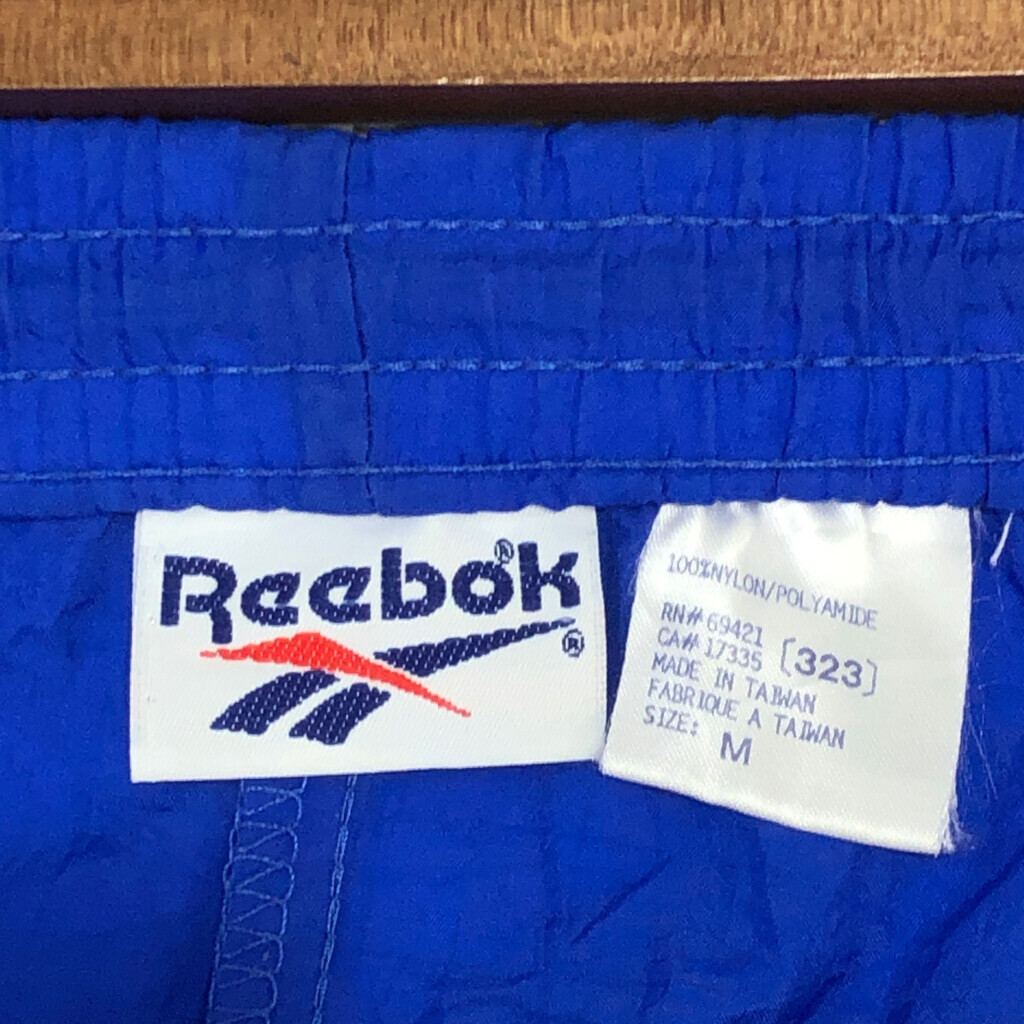 Reebok®
®
100%NYLON/POLYAMIDE
RN# 69421
CA# 17335 [323]
MADE IN TAIWAN
FABRIQUE A TAIWAN
SIZE: M